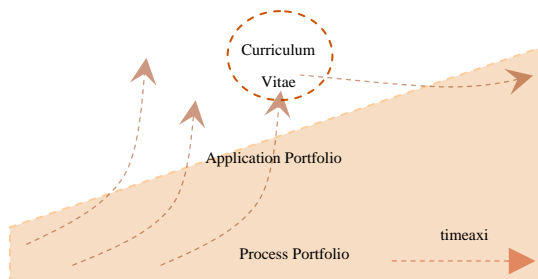 Curriculum
Vitae
Application Portfolio
timeaxi
Process Portfolio